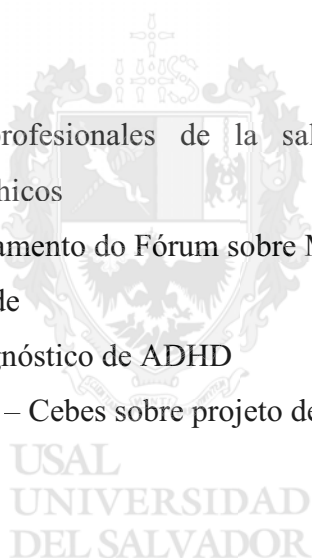 profesionales de la sal
hicos
amento do Fórum sobre M
de
gnóstico de ADHD
– Cebes sobre projeto de
USAL
UNIVERSIDAD
DEL SALVADOR